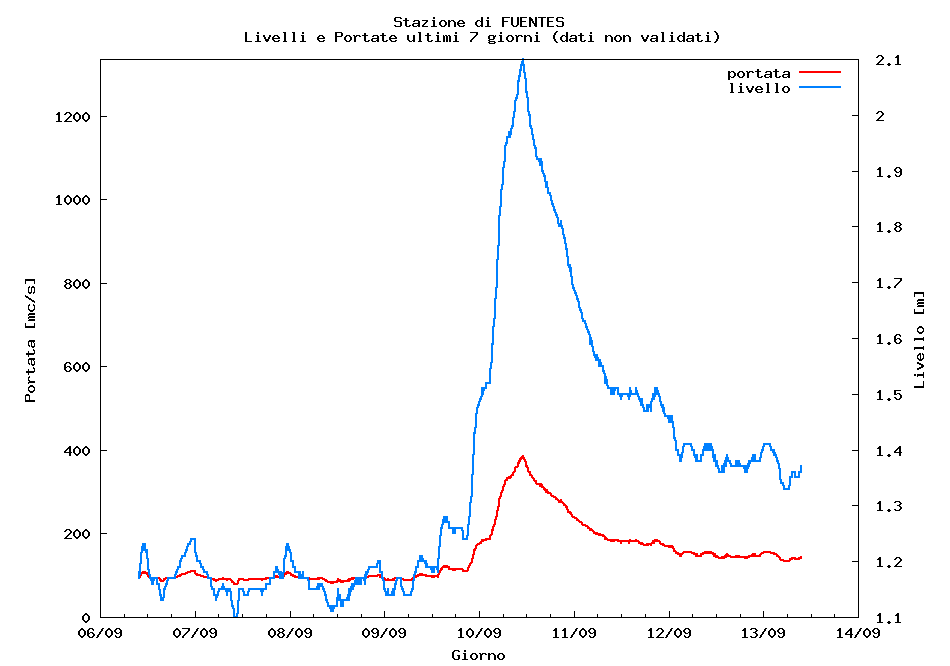 Stazione di FUENTES
Livelli e Portate ultimi 7 giorni (dati non validati)
portata
livello
Portata [mc/s]
1200
1000
800
600
400
200
0
2.1
2
1.9
1.8
1.7
1.6
1.5
1.4
1.3
1.2
1.1
Livello [m]
06/09 07/09 08/09 09/09 10/09 11/09 12/09 13/09 14/09
Giorno